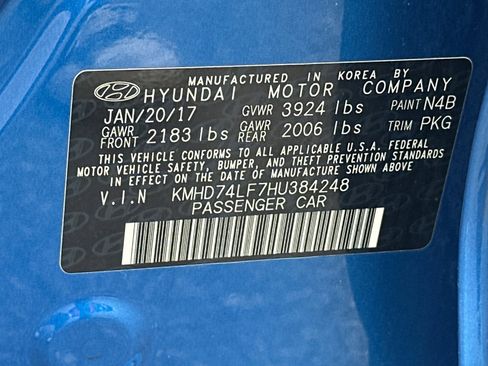 MANUFACTURED IN KOREA BY
HYUNDAI MOTOR COMPANY
JAN/20/17 GVWR 3924 lbs PAINT N4B
GAWR FRONT 2183 lbs GAWR REAR 2006 lbs TRIM PKG
THIS VEHICLE CONFORMS TO ALL APPLICABLE U.S.A. FEDERAL
MOTOR VEHICLE SAFETY, BUMPER, AND THEFT PREVENTION STANDARDS
IN EFFECT ON THE DATE OF MANUFACTURE SHOWN ABOVE.
V.I.N KMHD74LF7HU384248
PASSENGER CAR